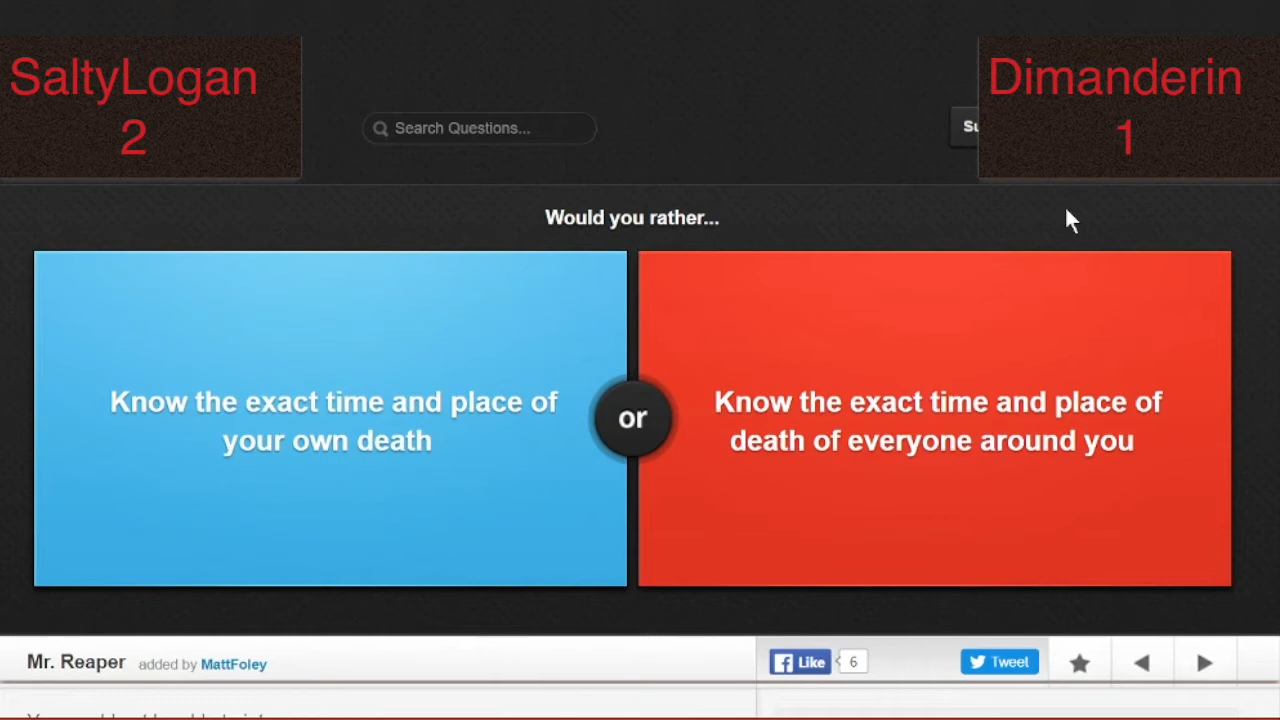 SaltyLogan
2
Search Questions...
Su
Dimanderin
1
Would you rather...
Know the exact time and place of
your own death
or
Know the exact time and place of
death of everyone around you
Mr. Reaper added by MattFoley
Like 6
Tweet